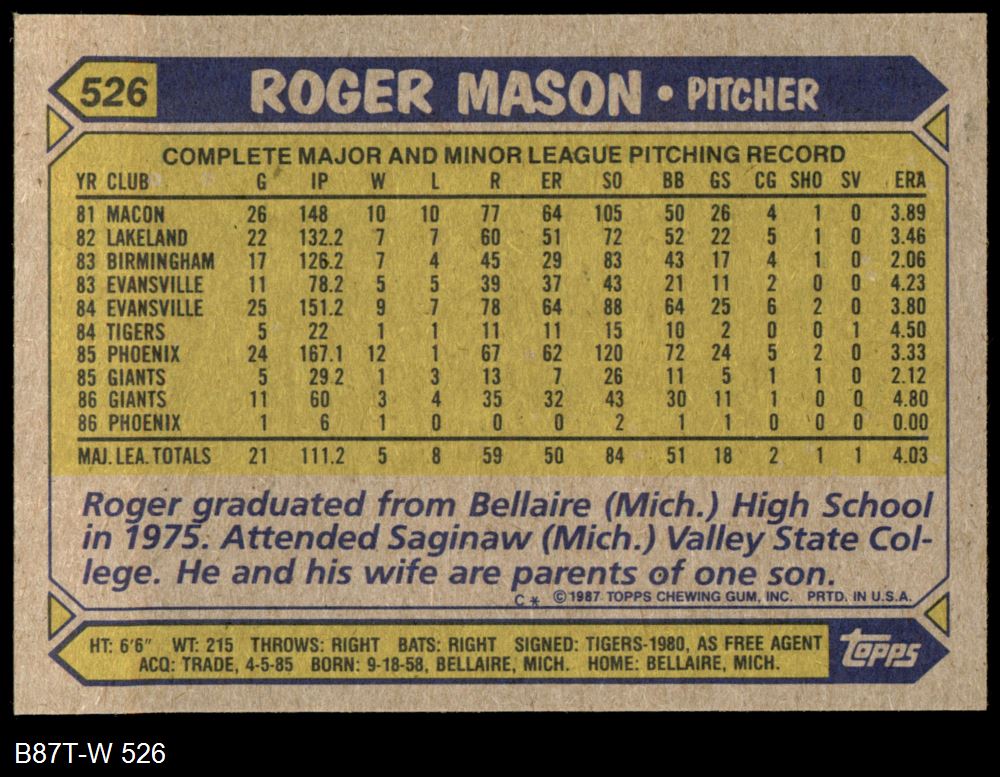 526 ROGER MASON • PITCHER
COMPLETE MAJOR AND MINOR LEAGUE PITCHING RECORD
YR CLUB G IP W L R ER SO BB GS CG SHO SV ERA
81 MACON 26 148 10 10 77 64 105 50 26 4 1 0 3.89
82 LAKELAND 22 132.2 7 7 60 51 72 52 22 5 1 0 3.46
83 BIRMINGHAM 17 126.2 7 4 45 29 83 43 17 4 1 0 2.06
83 EVANSVILLE 11 78.2 5 5 39 37 43 21 11 2 0 0 4.23
84 EVANSVILLE 25 151.2 9 7 78 64 88 64 25 6 2 0 3.80
84 TIGERS 5 22 1 1 11 11 15 10 2 0 0 1 4.50
85 PHOENIX 24 167.1 12 1 67 62 120 72 24 5 2 0 3.33
85 GIANTS 5 29.2 1 3 13 7 26 11 5 1 1 0 2.12
86 GIANTS 11 60 3 4 35 32 43 30 11 1 0 0 4.80
86 PHOENIX 1 6 1 0 0 0 2 1 1 0 0 0 0.00
MAJ. LEA. TOTALS 21 111.2 5 8 59 50 84 51 18 2 1 1 4.03
Roger graduated from Bellaire (Mich.) High School
in 1975. Attended Saginaw (Mich.) Valley State Col-
lege. He and his wife are parents of one son.
C * ©1987 TOPPS CHEWING GUM, INC. PRTD. IN U.S.A.
HT: 6'6" WT: 215 THROWS: RIGHT BATS: RIGHT SIGNED: TIGERS-1980, AS FREE AGENT
ACQ: TRADE, 4-5-85 BORN: 9-18-58, BELLAIRE, MICH. HOME: BELLAIRE, MICH.
topps
B87T-W 526